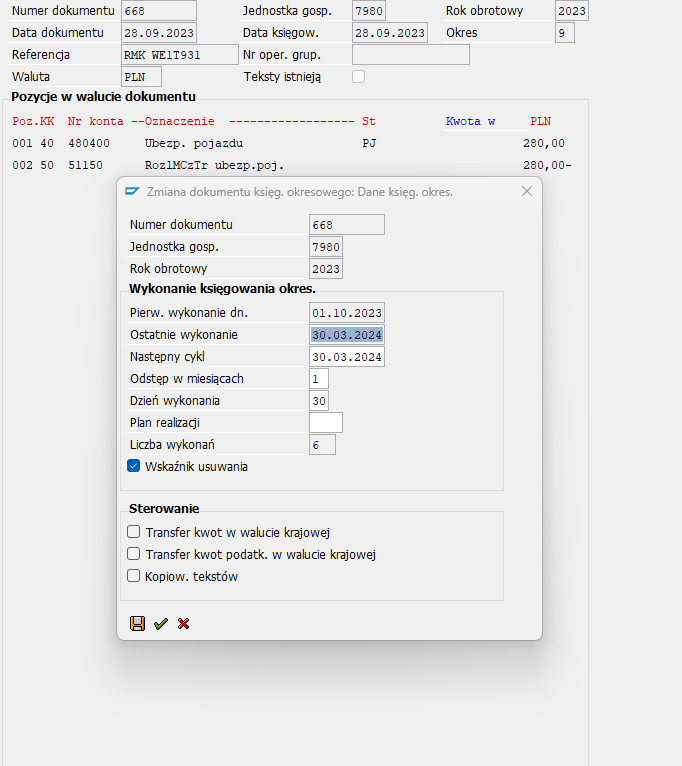 Numer dokumentu 668 Jednostka gosp. 7980 Rok obrotowy 2023
Data dokumentu 28.09.2023 Data księgow. 28.09.2023 Okres 9
Referencja RMK WE1T931 Nr oper. grup.
Waluta PLN Teksty istnieją
Pozycje w walucie dokumentu
Poz.KK Nr konta --Oznaczenie ------------------ St Kwota w PLN
001 40 480400 Ubezp. pojazdu PJ 280,00
002 50 51150 RozlMCzTr ubezp.poj. 280,00-
Zmiana dokumentu księg. okresowego: Dane księg. okres.
Numer dokumentu 668
Jednostka gosp. 7980
Rok obrotowy 2023
Wykonanie księgowania okres.
Pierw. wykonanie dn. 01.10.2023
Ostatnie wykonanie 30.03.2024
Następny cykl 30.03.2024
Odstęp w miesiącach 1
Dzień wykonania 30
Plan realizacji
Liczba wykonań 6
Wskaźnik usuwania
Sterowanie
Transfer kwot w walucie krajowej
Transfer kwot podatk. w walucie krajowej
Kopiow. tekstów